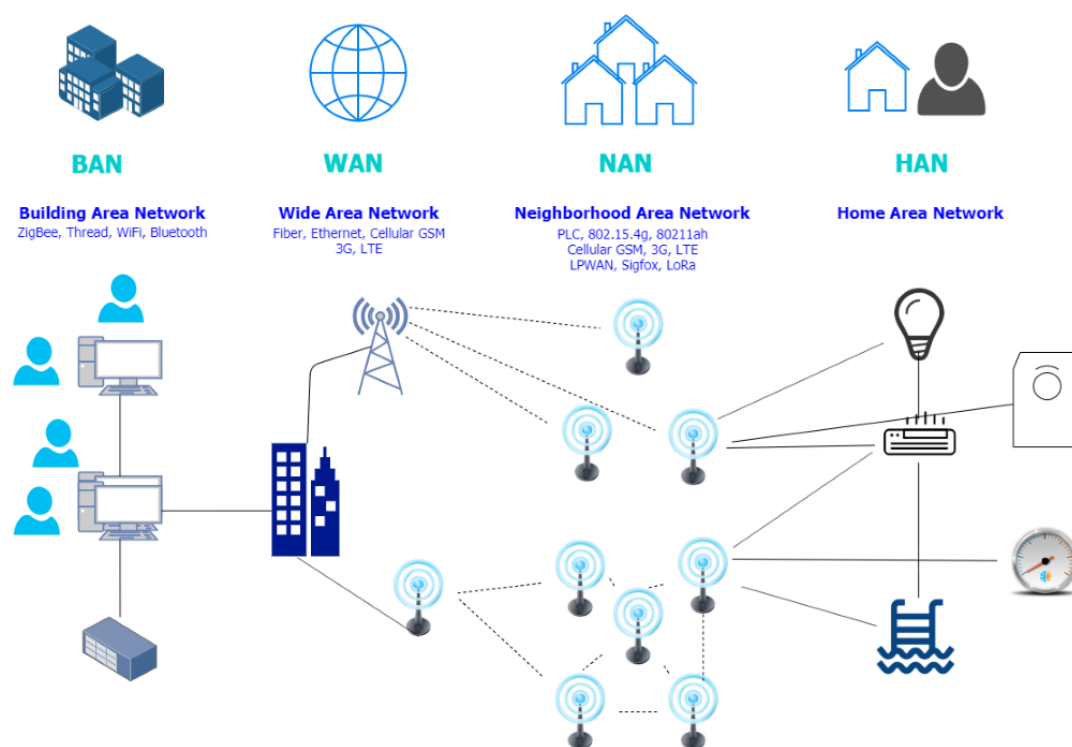 BAN
WAN
NAN
HAN
Building Area Network
ZigBee, Thread, WiFi, Bluetooth
Wide Area Network
Fiber, Ethernet, Cellular GSM
3G, LTE
Neighborhood Area Network
PLC, 802.15.4g, 80211ah
Cellular GSM, 3G, LTE
LPWAN, Sigfox, LoRa
Home Area Network